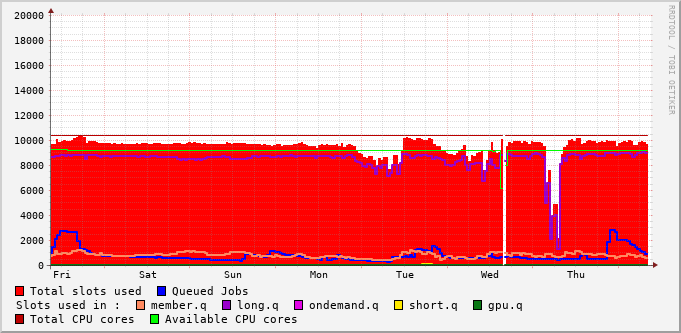 20000
18000
16000
14000
12000
10000
8000
6000
4000
2000
0
Fri Sat Sun Mon Tue Wed Thu
Total slots used Queued Jobs
Slots used in : member.q long.q ondemand.q short.q gpu.q
Total CPU cores Available CPU cores
RRDTOOL / TOBI OETIKER